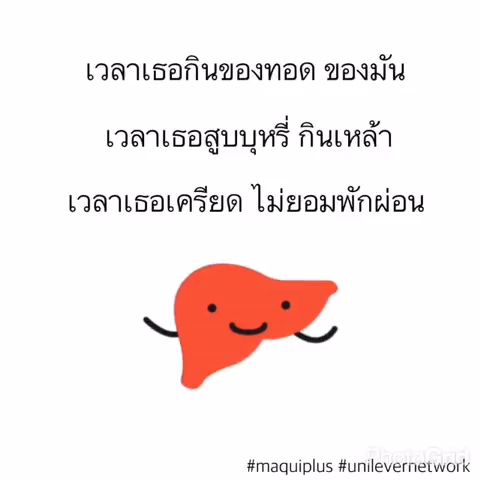 เวลาเธอกินของทอด ของมัน
เวลาเธอสูบบุหรี่ กินเหล้า
เวลาเธอเครียด ไม่ยอมพักผ่อน
#maquiplus #unilevernetwork